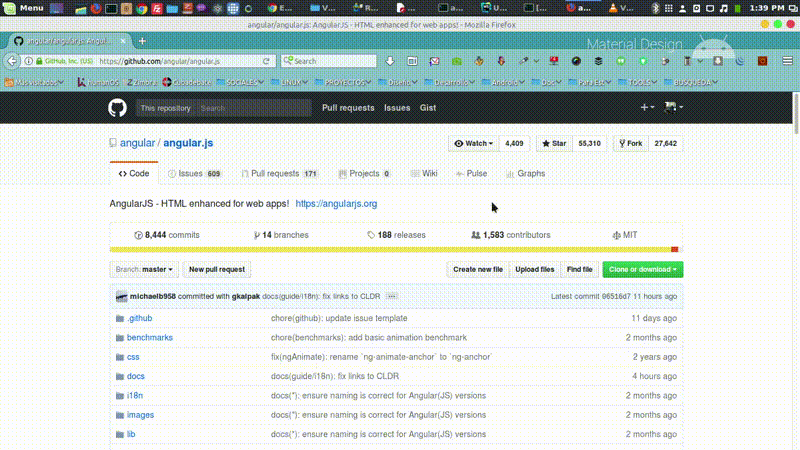 Menu
1:39 PM
angular/angular.js: AngularJS - HTML enhanced for web apps! - Mozilla Firefox
angular/angular.js: Angul...
Material Design
GitHub, Inc. (US) https://github.com/angular/angular.js
Search
Más visitados humanOS Zimbra Cubadebate SOCIALES LINUX PROYECTOS Diseño Desarrollo Android Dos Para Est TOOLS BUSQUEDA
This repository Search Pull requests Issues Gist
angular / angular.js Watch 4,409 Star 55,310 Fork 27,642
Code Issues 609 Pull requests 171 Projects 0 Wiki Pulse Graphs
AngularJS - HTML enhanced for web apps! https://angularjs.org
8,444 commits 14 branches 188 releases 1,583 contributors MIT
Branch: master New pull request Create new file Upload files Find file Clone or download
michaelb958 committed with gkalpak docs(guide/i18n): fix links to CLDR ... Latest commit 96516d7 11 hours ago
.github chore(github): update issue template 11 days ago
benchmarks chore(benchmarks): add basic animation benchmark 2 months ago
css fix(ngAnimate): rename `ng-animate-anchor` to `ng-anchor` 2 years ago
docs docs(guide/i18n): fix links to CLDR 4 hours ago
i18n docs(*): ensure naming is correct for Angular(JS) versions 2 months ago
images docs(*): ensure naming is correct for Angular(JS) versions 2 months ago
lib docs(*): ensure naming is correct for Angular(JS) versions 2 months ago